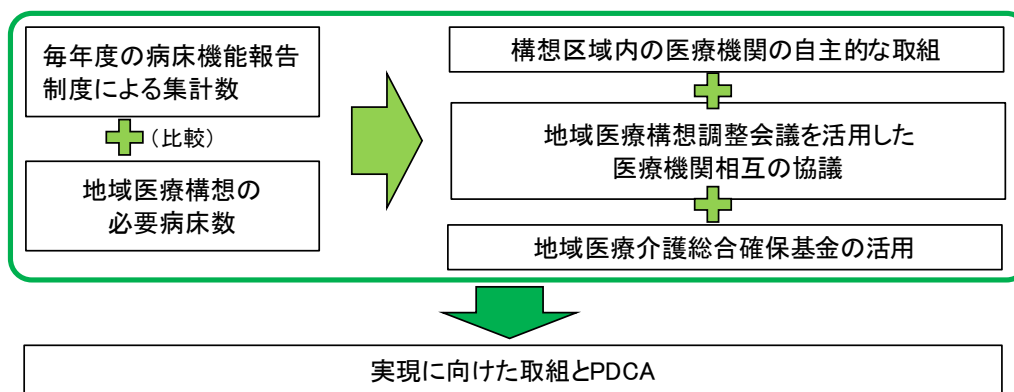 毎年度の病床機能報告
制度による集計数
(比較)
地域医療構想の
必要病床数
構想区域内の医療機関の自主的な取組
地域医療構想調整会議を活用した
医療機関相互の協議
地域医療介護総合確保基金の活用
実現に向けた取組とPDCA